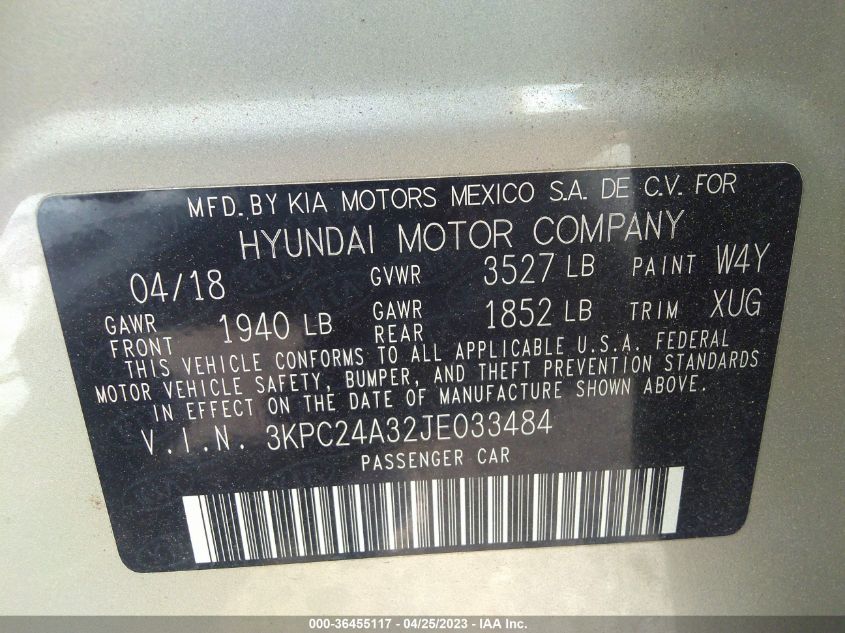 MFD. BY KIA MOTORS MEXICO S.A. DE C.V. FOR
HYUNDAI MOTOR COMPANY
04/18 GVWR 3527 LB PAINT W4Y
GAWR FRONT 1940 LB GAWR REAR 1852 LB TRIM XUG
THIS VEHICLE CONFORMS TO ALL APPLICABLE U.S.A. FEDERAL
MOTOR VEHICLE SAFETY, BUMPER, AND THEFT PREVENTION STANDARDS
IN EFFECT ON THE DATE OF MANUFACTURE SHOWN ABOVE.
V.I.N. 3KPC24A32JE033484
PASSENGER CAR
000-36455117 - 04/25/2023 - IAA Inc.